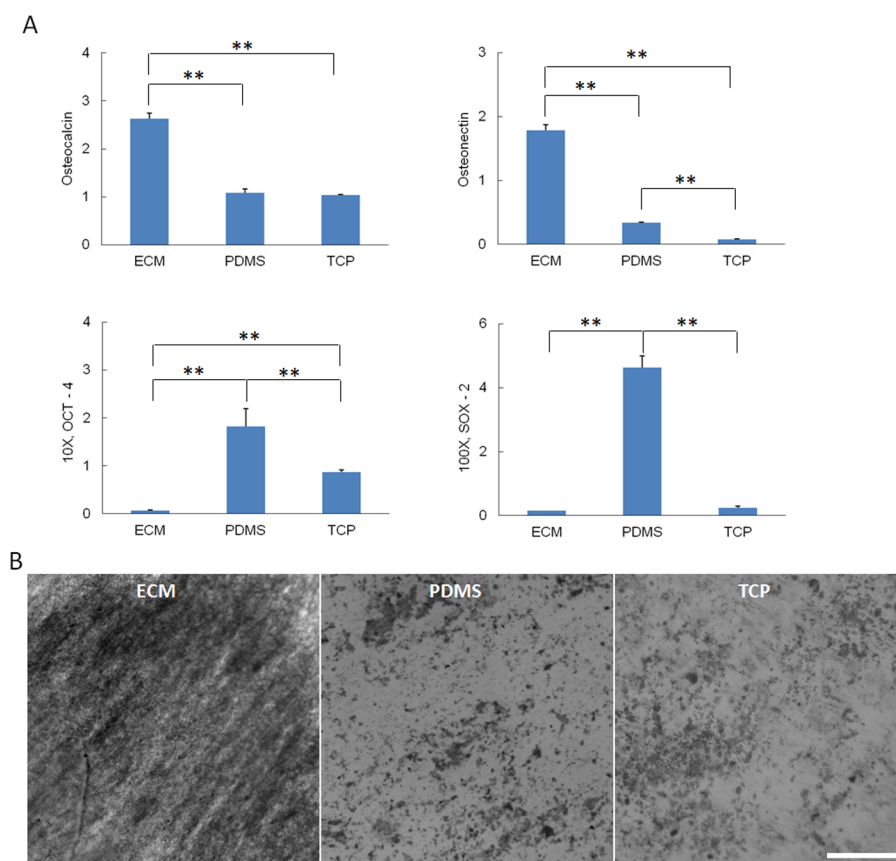 A
Osteocalcin
4
3
2
1
0
**
**
ECM PDMS TCP
Osteonectin
3
2
1
0
**
**
**
ECM PDMS TCP
10X, OCT - 4
4
3
2
1
0
**
**
**
ECM PDMS TCP
100X, SOX - 2
6
4
2
0
**
**
ECM PDMS TCP
B
ECM PDMS TCP